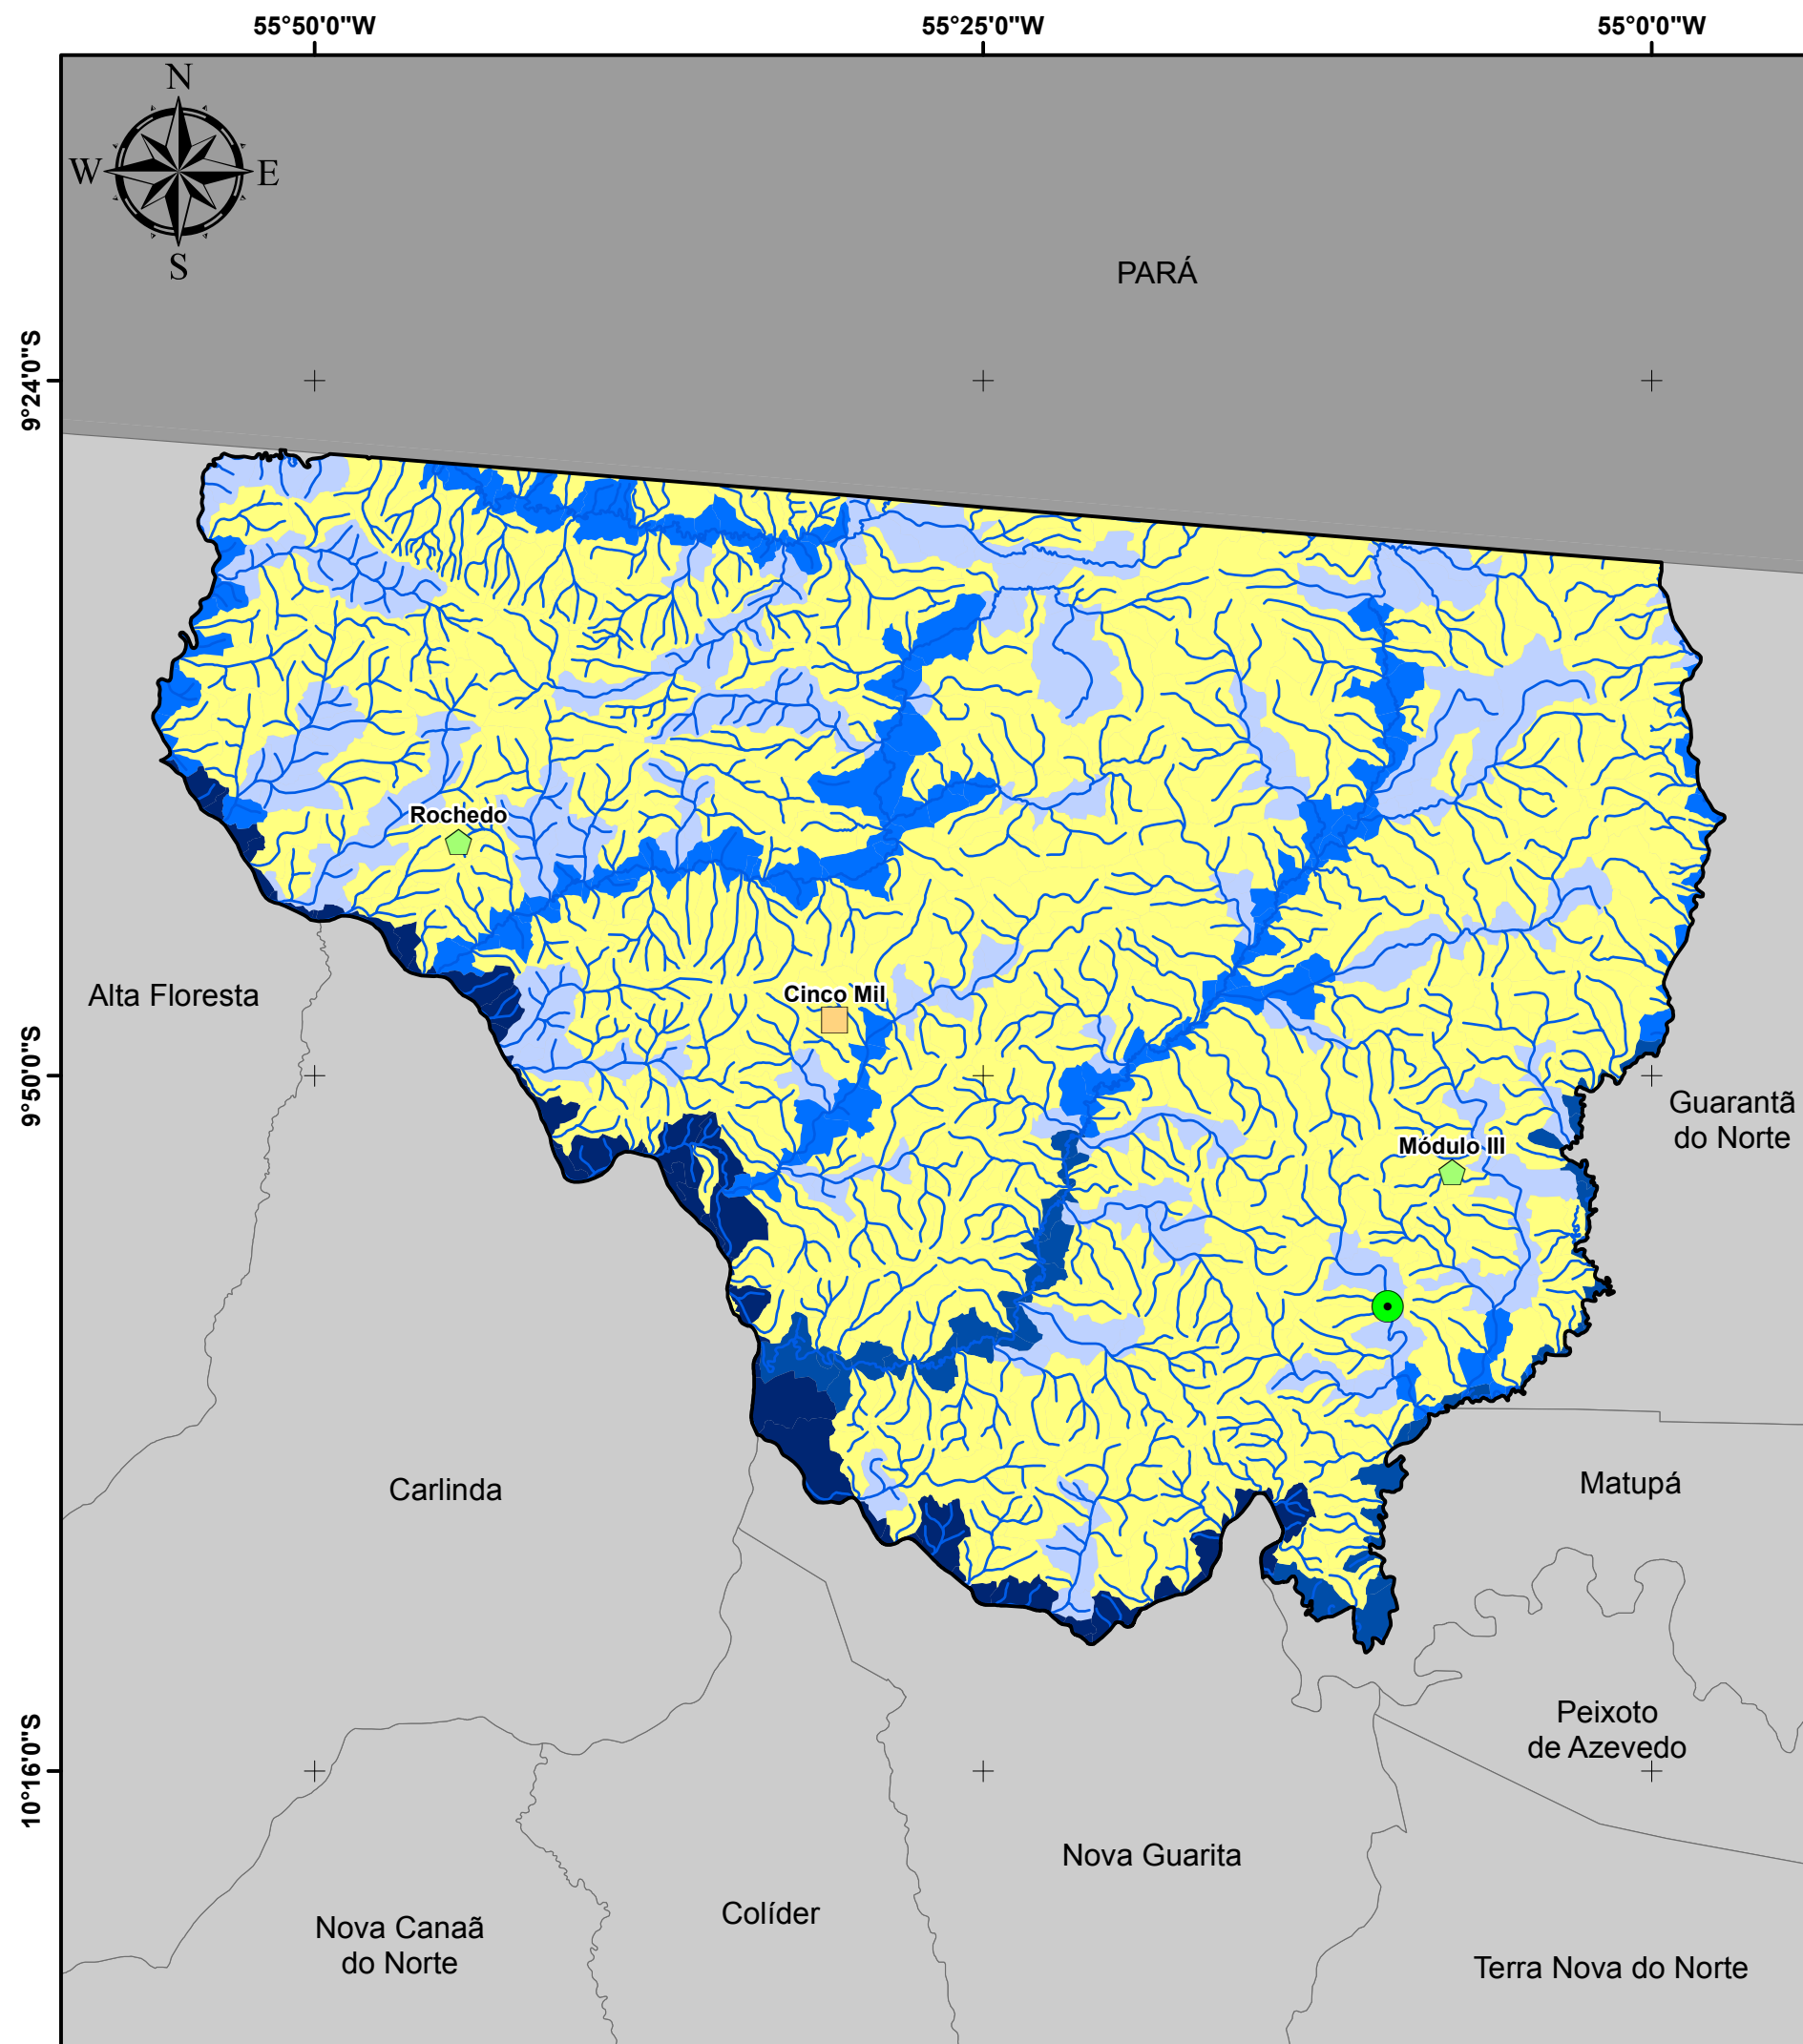 55°50'0"W
55°25'0"W
55°0'0"W
N
W
E
S
PARÁ
9°24'0"S
Rochedo
Alta Floresta
Cinco Mil
9°50'0"S
Guarantã
do Norte
Módulo III
Carlinda
Matupá
Peixoto
de Azevedo
10°16'0"S
Nova Guarita
Colíder
Nova Canaã
do Norte
Terra Nova do Norte